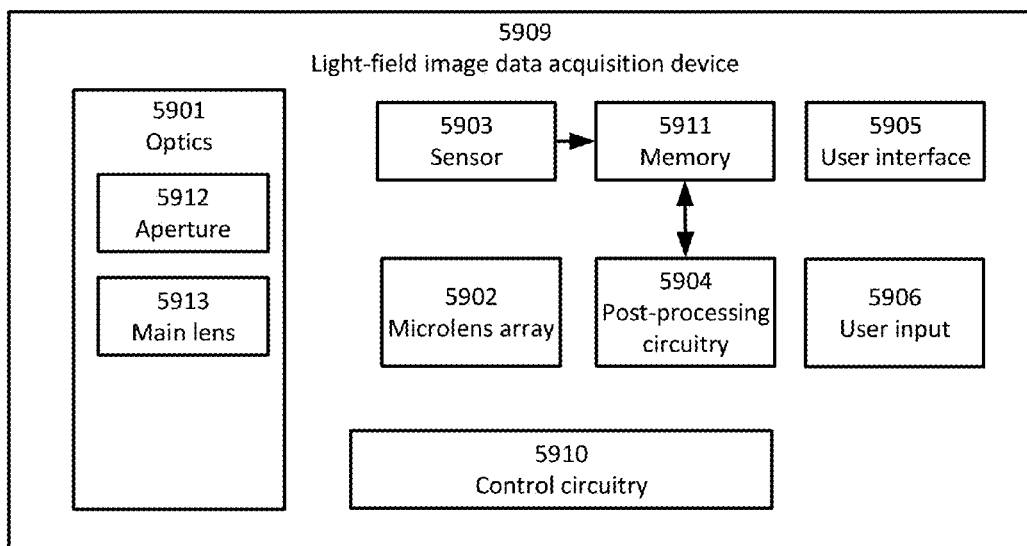 5909
Light-field image data acquisition device
5901
Optics
5912
Aperture
5913
Main lens
5903
Sensor
5911
Memory
5905
User interface
5902
Microlens array
5904
Post-processing
circuitry
5906
User input
5910
Control circuitry